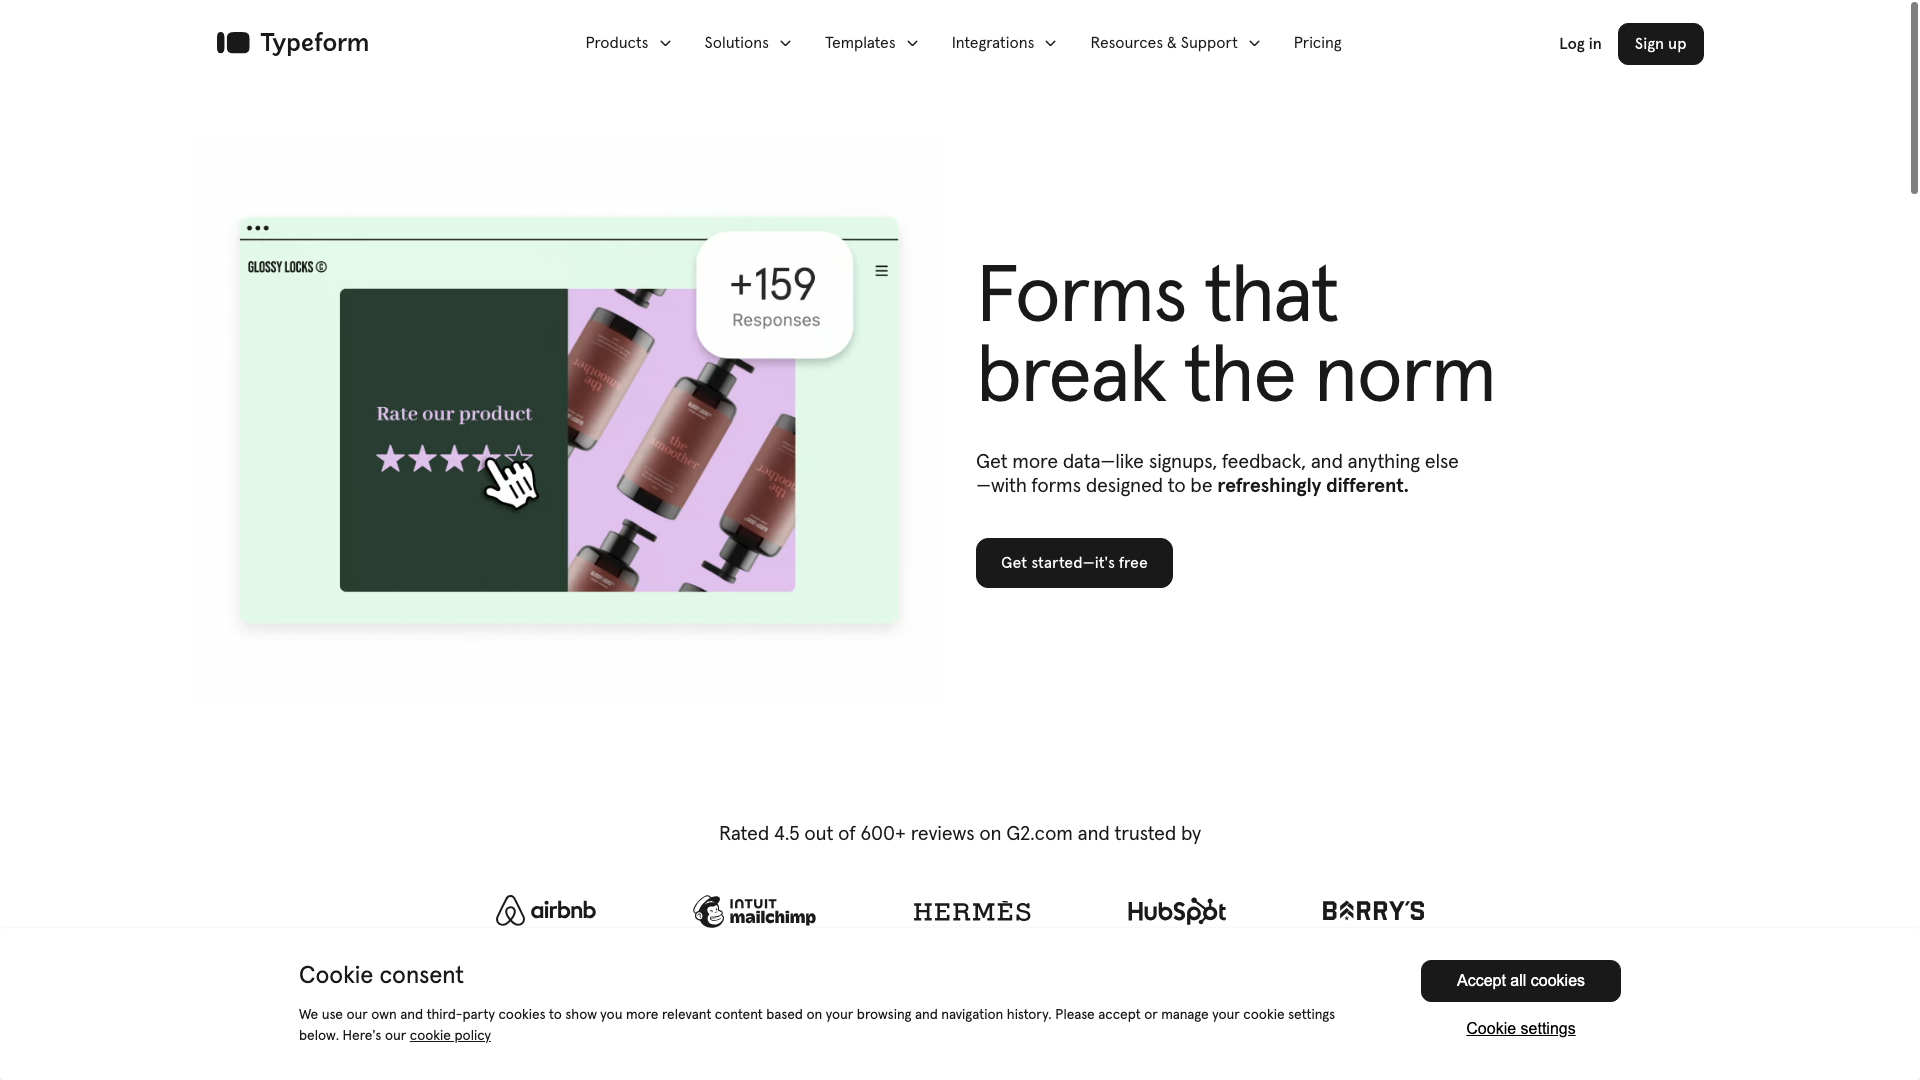 Typeform
Products
Solutions
Templates
Integrations
Resources & Support
Pricing
Log in
Sign up
GLOSSY LOCKS ©
+159
Responses
Rate our product
the smoother
the smoother
the smoother
Forms that
break the norm
Get more data—like signups, feedback, and anything else
—with forms designed to be refreshingly different.
Get started—it's free
Rated 4.5 out of 600+ reviews on G2.com and trusted by
airbnb
INTUIT
mailchimp
HERMĒS
HubSpot
BARRY'S
Cookie consent
We use our own and third-party cookies to show you more relevant content based on your browsing and navigation history. Please accept or manage your cookie settings
below. Here's our cookie policy
Accept all cookies
Cookie settings